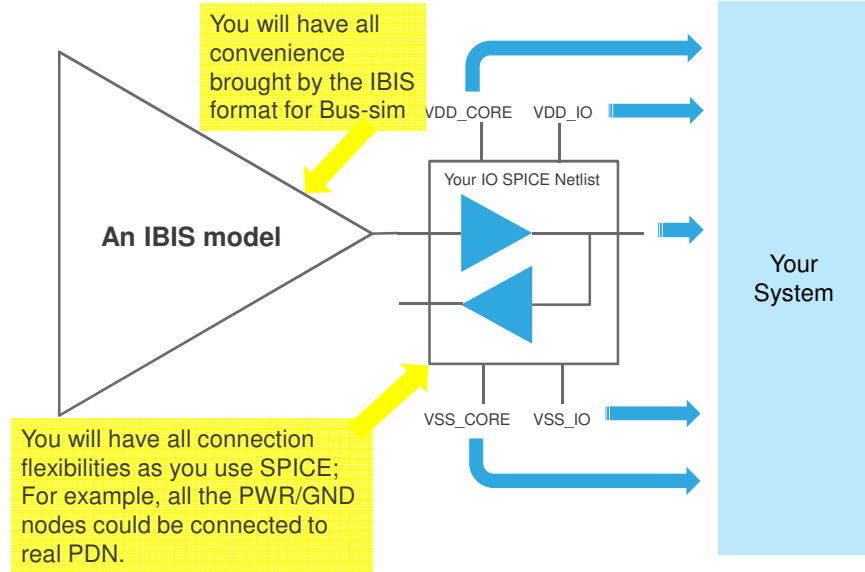 You will have all
convenience
brought by the IBIS
format for Bus-sim
VDD_CORE
VDD_IO
Your IO SPICE Netlist
An IBIS model
Your
System
VSS_CORE
VSS_IO
You will have all connection
flexibilities as you use SPICE;
For example, all the PWR/GND
nodes could be connected to
real PDN.